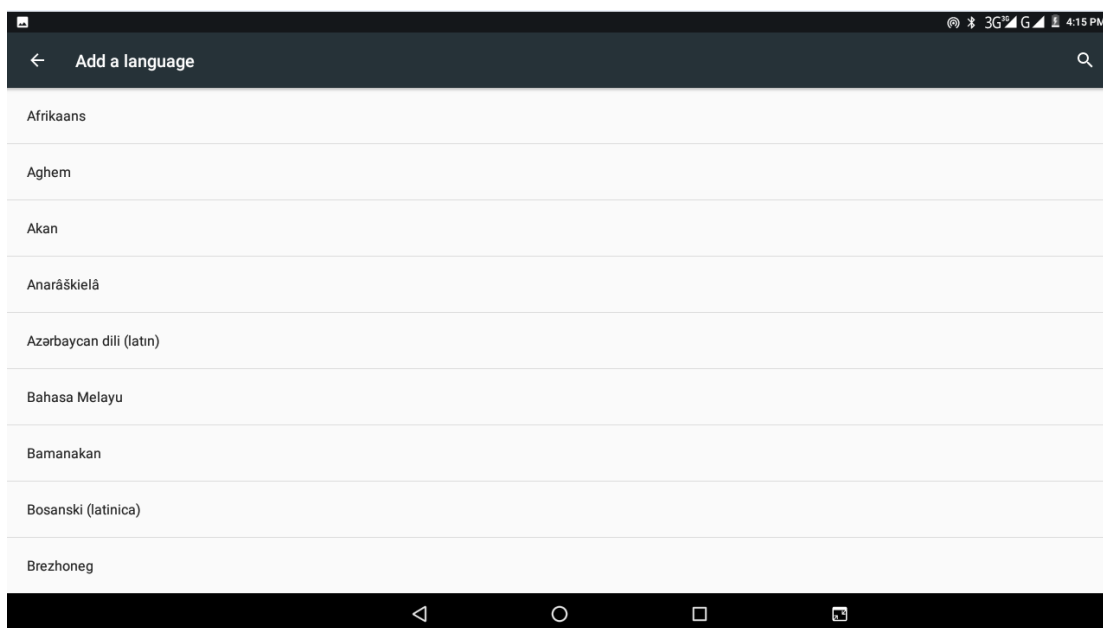 3G 3G G 4:15 PM
Add a language
Afrikaans
Aghem
Akan
Anarâškielâ
Azərbaycan dili (latın)
Bahasa Melayu
Bamanakan
Bosanski (latinica)
Brezhoneg